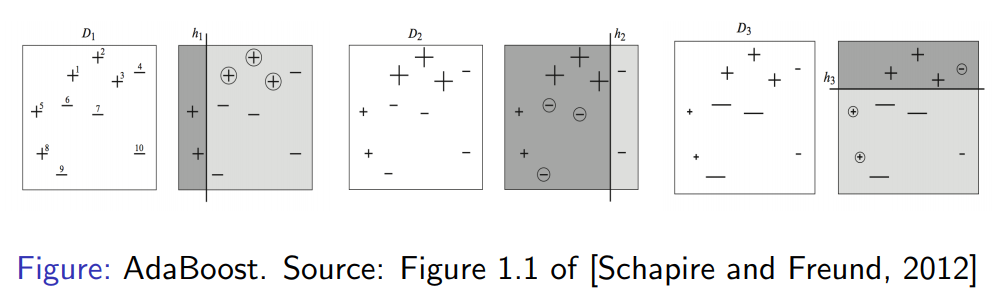 D₁ h₁ D₂ h₂ D₃
2
1 3 4
h₃
6
5 7
8 10
9
Figure: AdaBoost. Source: Figure 1.1 of [Schapire and Freund, 2012]